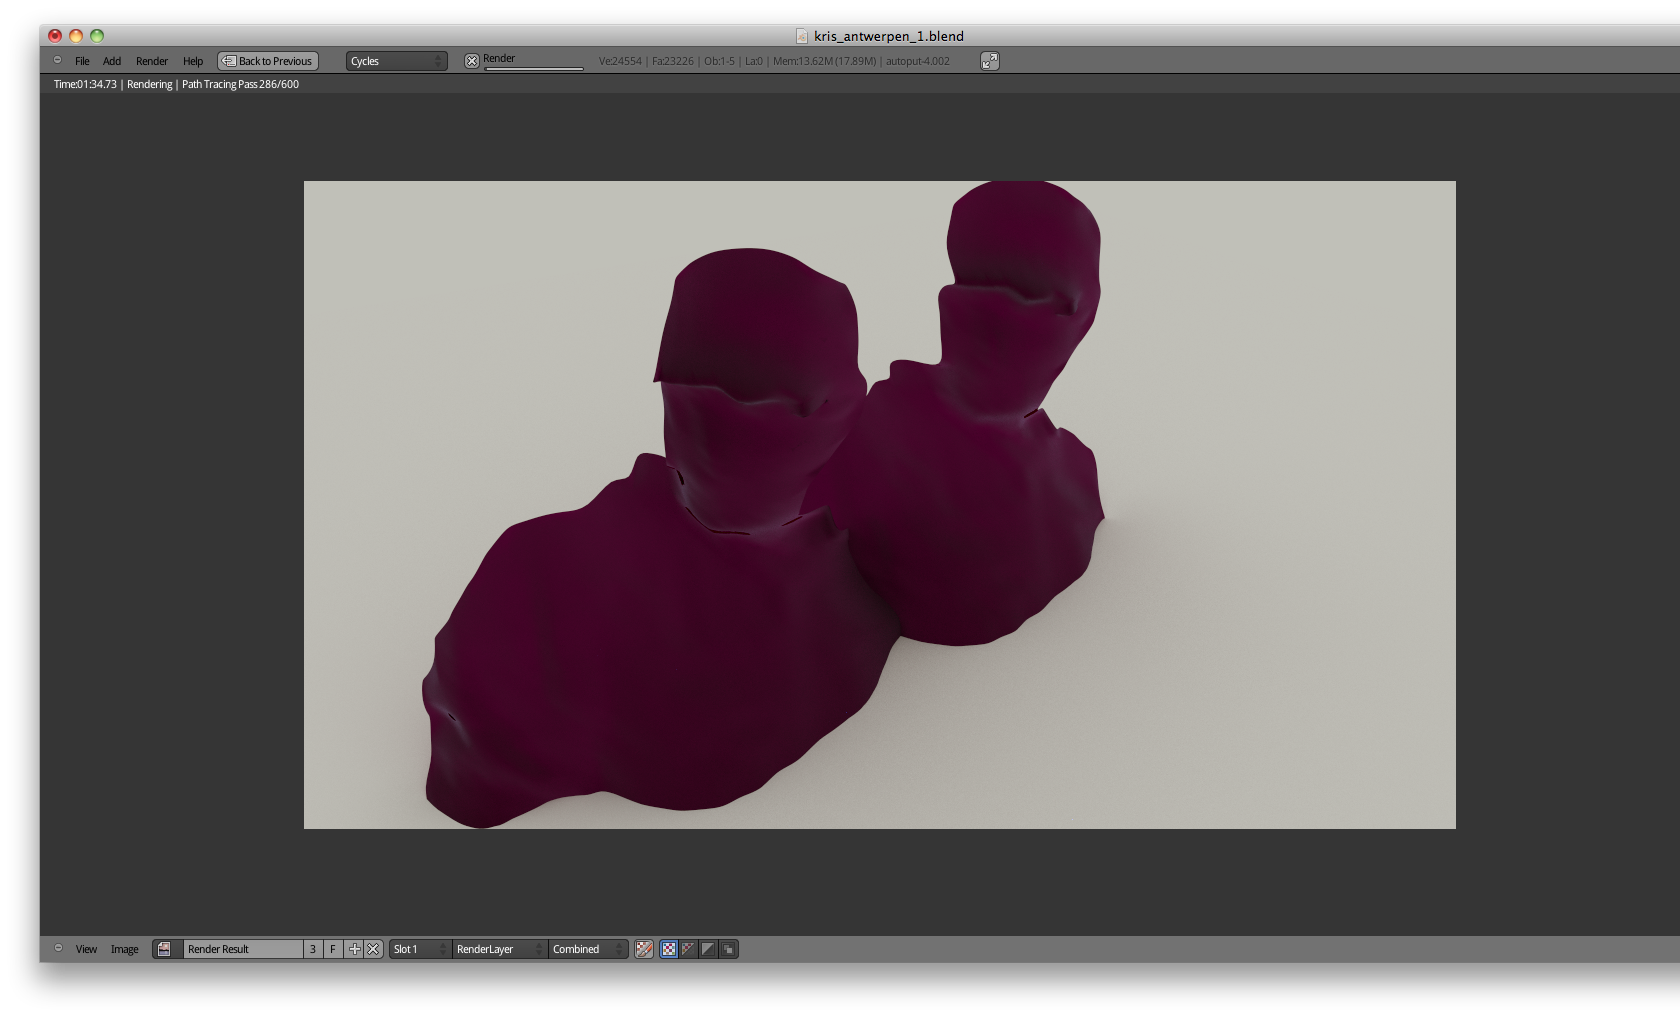 kris_antwerpen_1.blend
File Add Render Help Back to Previous Cycles Render Ve:24554 | Fa:23226 | Ob:1-5 | La:0 | Mem:13.62M (17.89M) | autoput-4.002
Time:01:34.73 | Rendering | Path Tracing Pass 286/600
View Image Render Result 3 F Slot 1 RenderLayer Combined